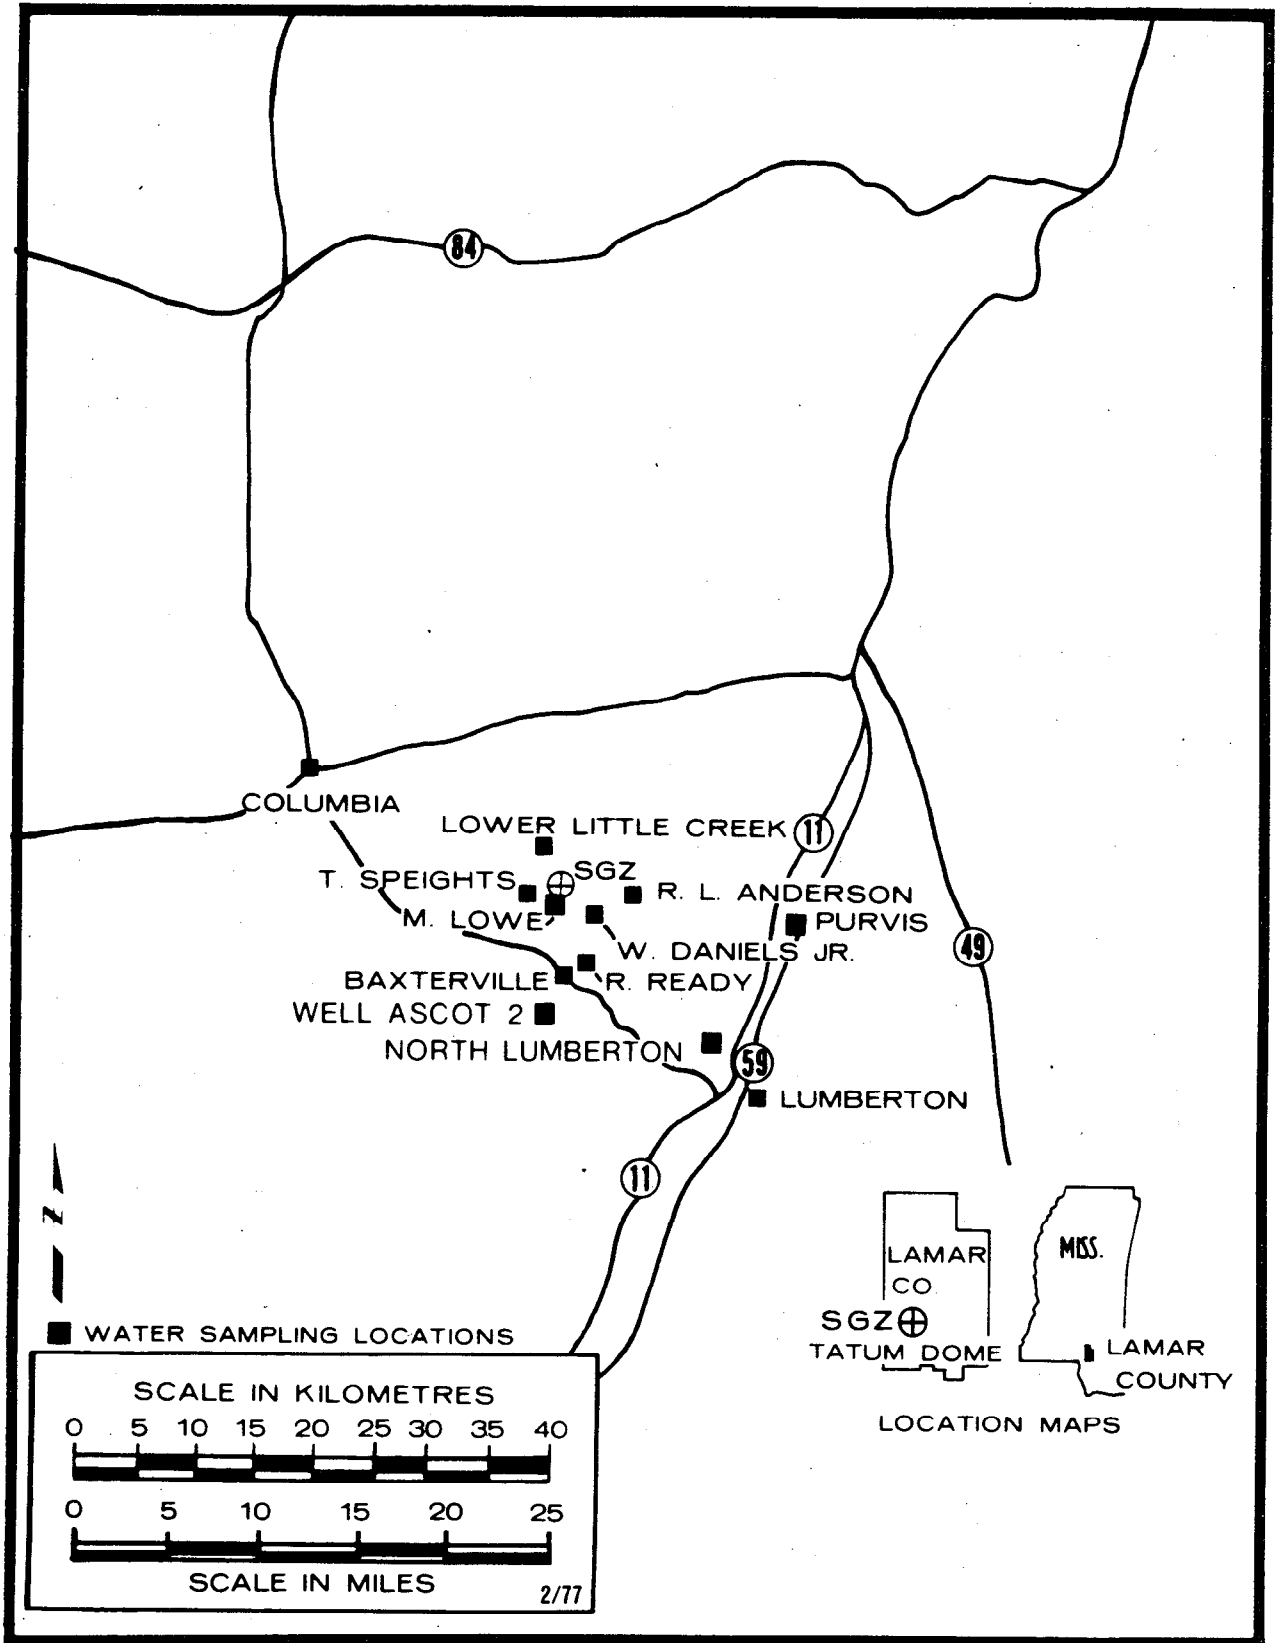 84
COLUMBIA
LOWER LITTLE CREEK
11
SGZ
T. SPEIGHTS
R. L. ANDERSON
M. LOWE
PURVIS
W. DANIELS JR.
49
BAXTERVILLE
R. READY
WELL ASCOT 2
NORTH LUMBERTON
59
LUMBERTON
11
N
LAMAR
CO
MISS.
SGZ
TATUM DOME
LAMAR
COUNTY
LOCATION MAPS
WATER SAMPLING LOCATIONS
SCALE IN KILOMETRES
0 5 10 15 20 25 30 35 40
0 5 10 15 20 25
SCALE IN MILES
2/77